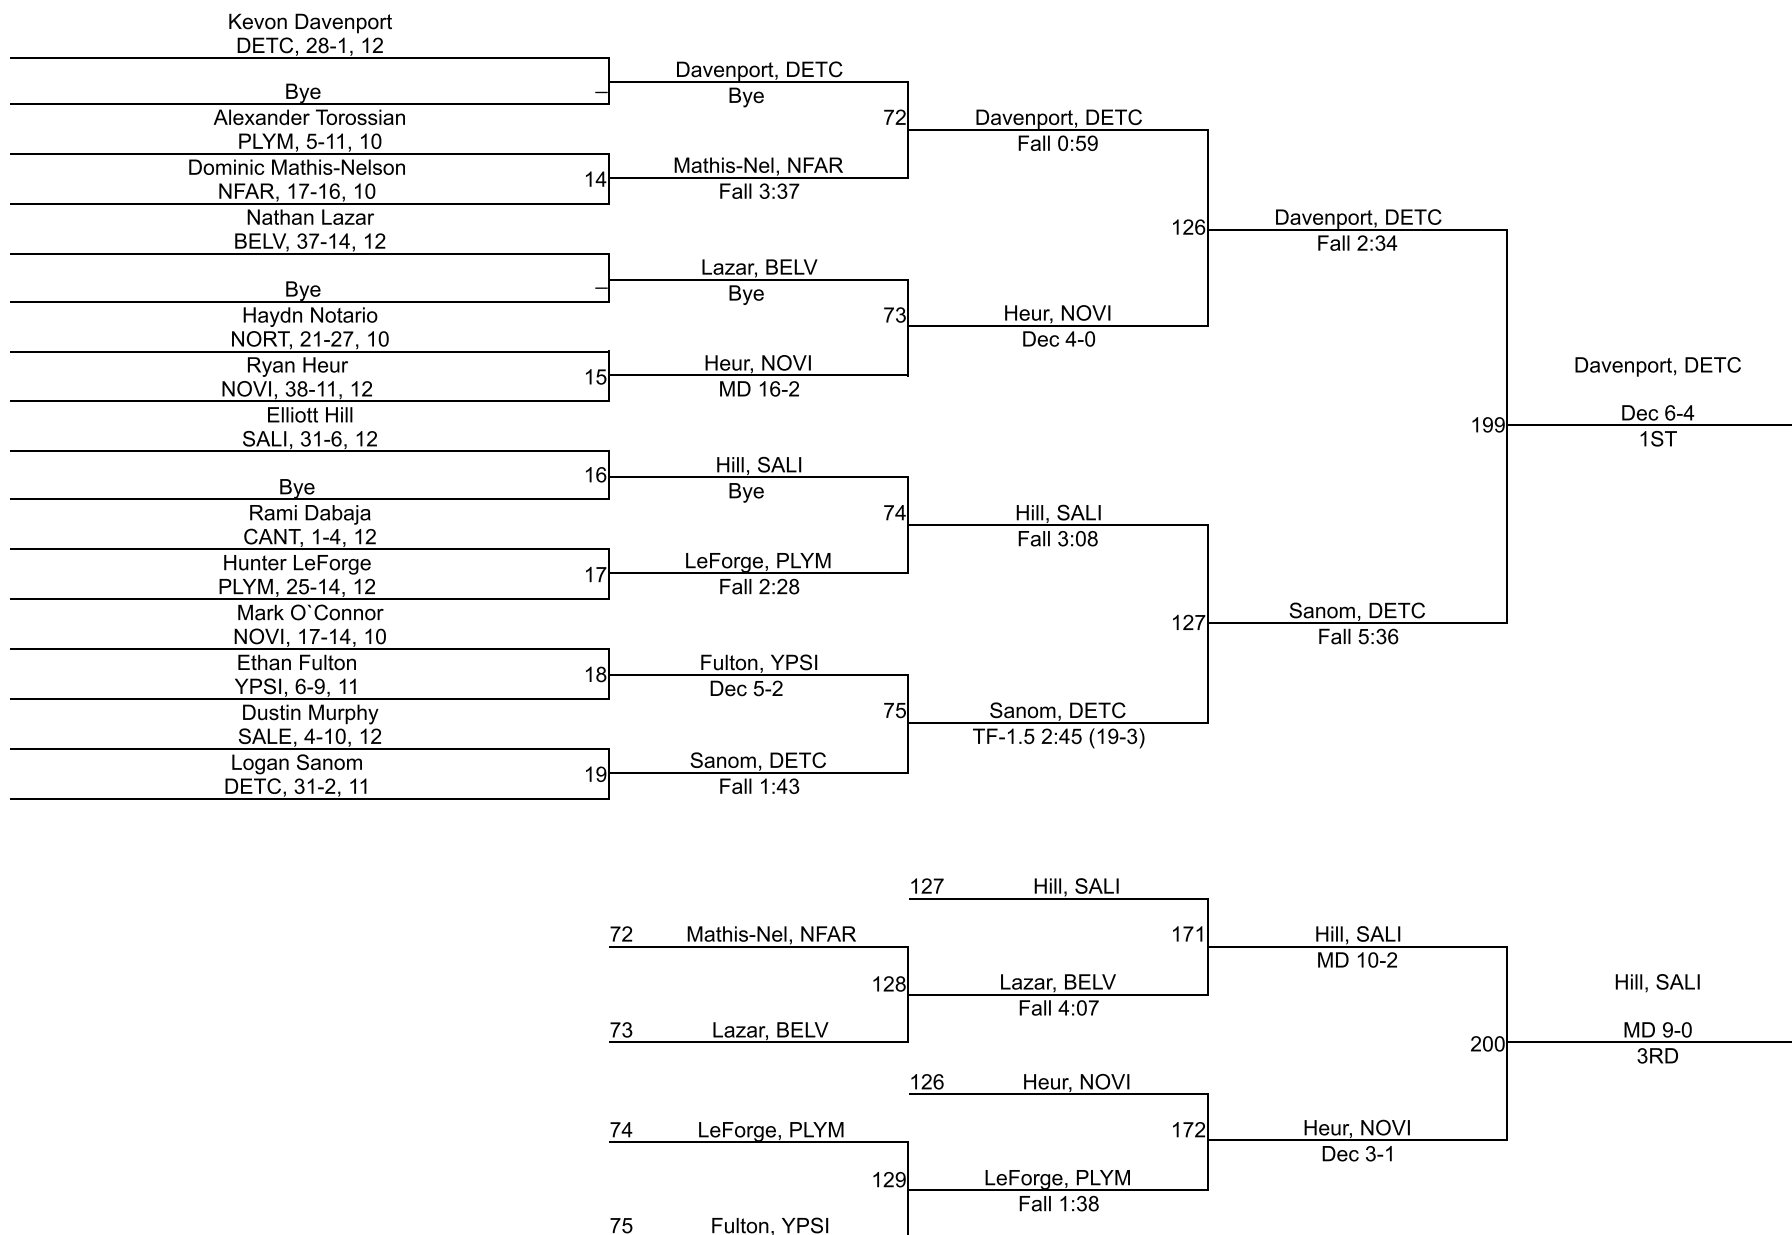 Kevon Davenport
DETC, 28-1, 12
Bye
Alexander Torossian
PLYM, 5-11, 10
Dominic Mathis-Nelson
NFAR, 17-16, 10
Nathan Lazar
BELV, 37-14, 12
Bye
Haydn Notario
NORT, 21-27, 10
Ryan Heur
NOVI, 38-11, 12
Elliott Hill
SALI, 31-6, 12
Bye
Rami Dabaja
CANT, 1-4, 12
Hunter LeForge
PLYM, 25-14, 12
Mark O`Connor
NOVI, 17-14, 10
Ethan Fulton
YPSI, 6-9, 11
Dustin Murphy
SALE, 4-10, 12
Logan Sanom
DETC, 31-2, 11
–
14
–
15
16
17
18
19
Davenport, DETC
Bye
Mathis-Nel, NFAR
Fall 3:37
Lazar, BELV
Bye
Heur, NOVI
MD 16-2
Hill, SALI
Bye
LeForge, PLYM
Fall 2:28
Fulton, YPSI
Dec 5-2
Sanom, DETC
Fall 1:43
72
73
74
75
Davenport, DETC
Fall 0:59
Heur, NOVI
Dec 4-0
Hill, SALI
Fall 3:08
Sanom, DETC
TF-1.5 2:45 (19-3)
126
127
Davenport, DETC
Fall 2:34
Sanom, DETC
Fall 5:36
199
Davenport, DETC
Dec 6-4
1ST
72 Mathis-Nel, NFAR
73 Lazar, BELV
74 LeForge, PLYM
75 Fulton, YPSI
128
129
127 Hill, SALI
Lazar, BELV
Fall 4:07
126 Heur, NOVI
LeForge, PLYM
Fall 1:38
171
172
Hill, SALI
MD 10-2
Heur, NOVI
Dec 3-1
200
Hill, SALI
MD 9-0
3RD